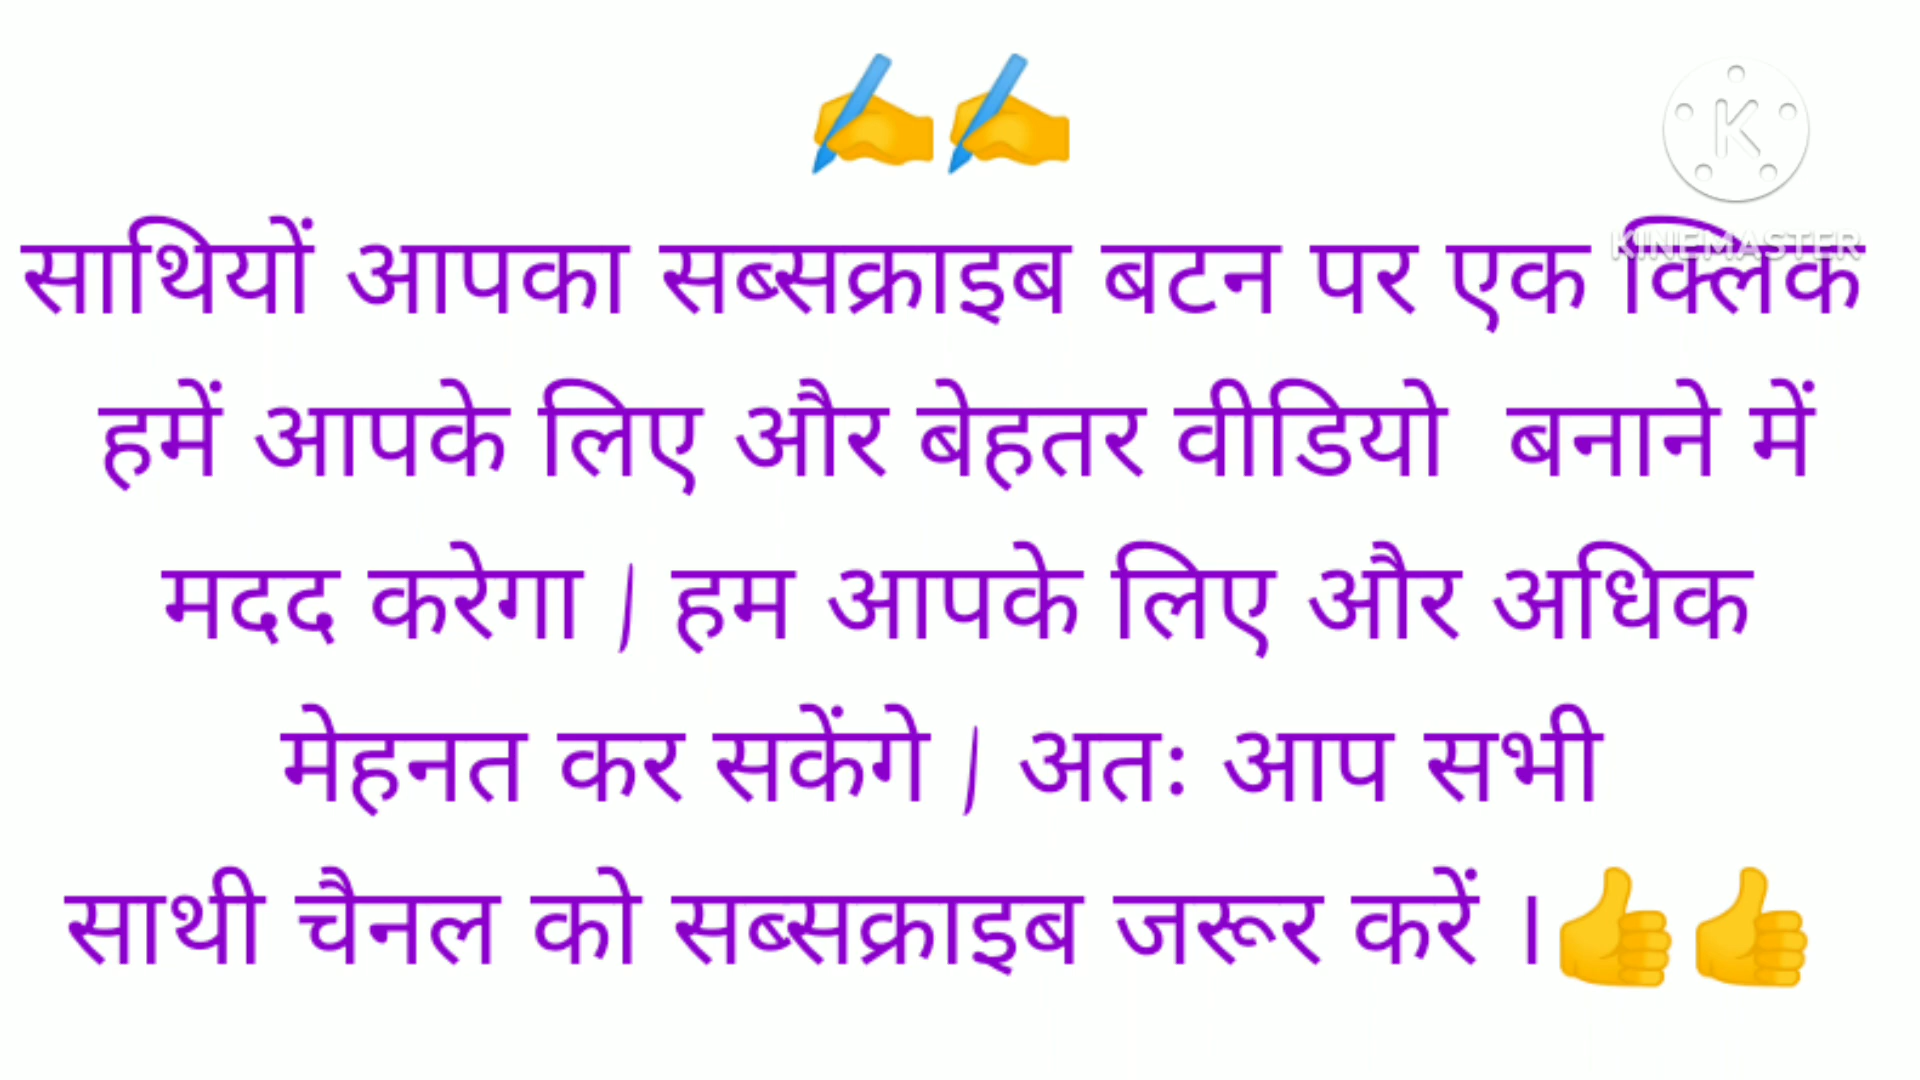 ✍️✍️
KINEMASTER
साथियों आपका सब्सक्राइब बटन पर एक क्लिक
हमें आपके लिए और बेहतर वीडियो बनाने में
मदद करेगा / हम आपके लिए और अधिक
मेहनत कर सकेंगे / अतः आप सभी
साथी चैनल को सब्सक्राइब जरूर करें ।👍👍